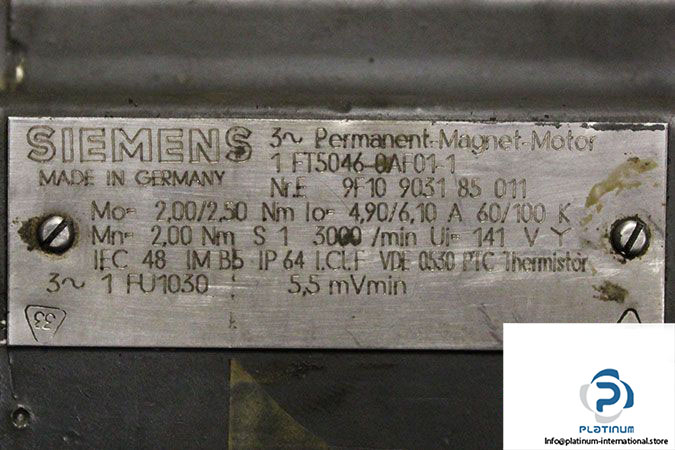 SIEMENS 3~ Permanent-Magnet-Motor
1 FT5046-0AF01-1
MADE IN GERMANY Nr.E 9F10 9031 85 011
Mo= 2,00/2,50 Nm Io= 4,90/6,10 A 60/100 K
Mn= 2,00 Nm S 1 3000 /min Ui= 141 V Y
IEC 48 IM B5 IP 64 I.CL.F VDE 0530 PTC Thermistor
3~ 1 FU1030 5,5 mVmin
33
PLATINUM
Info@platinum-international.store